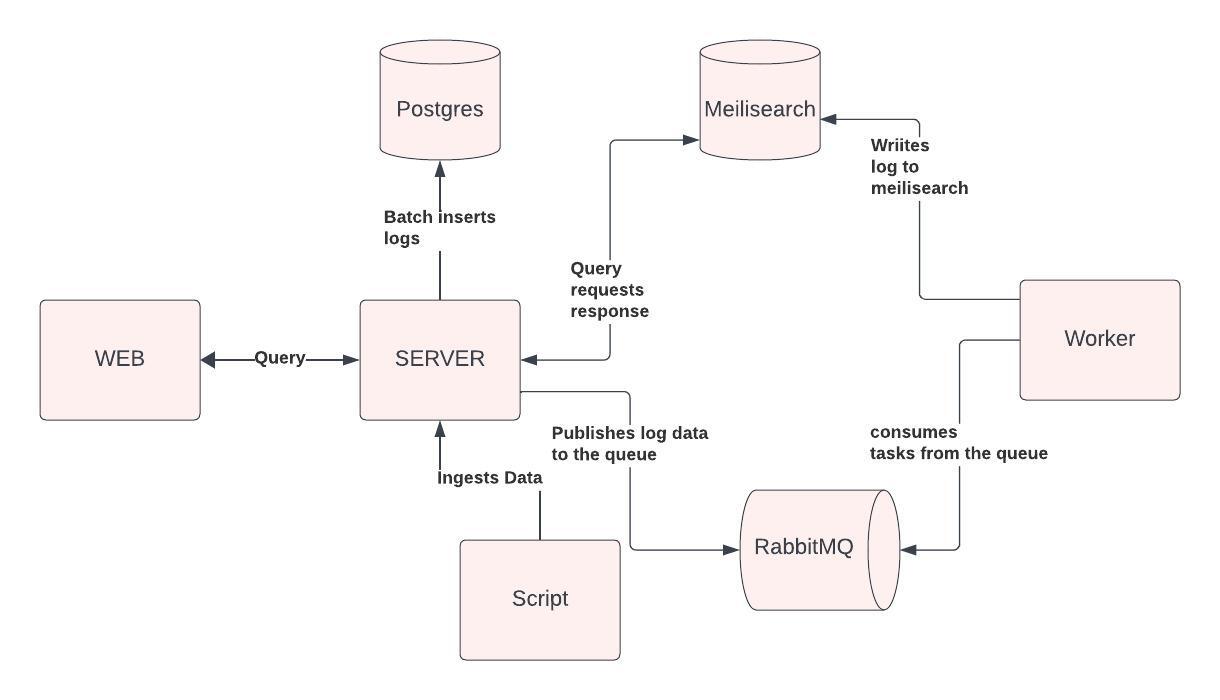 Postgres
Meilisearch
Wriites
log to
meilisearch
Batch inserts
logs
Query
requests
response
WEB
Query
SERVER
Worker
Publishes log data
to the queue
consumes
tasks from the queue
Ingests Data
RabbitMQ
Script